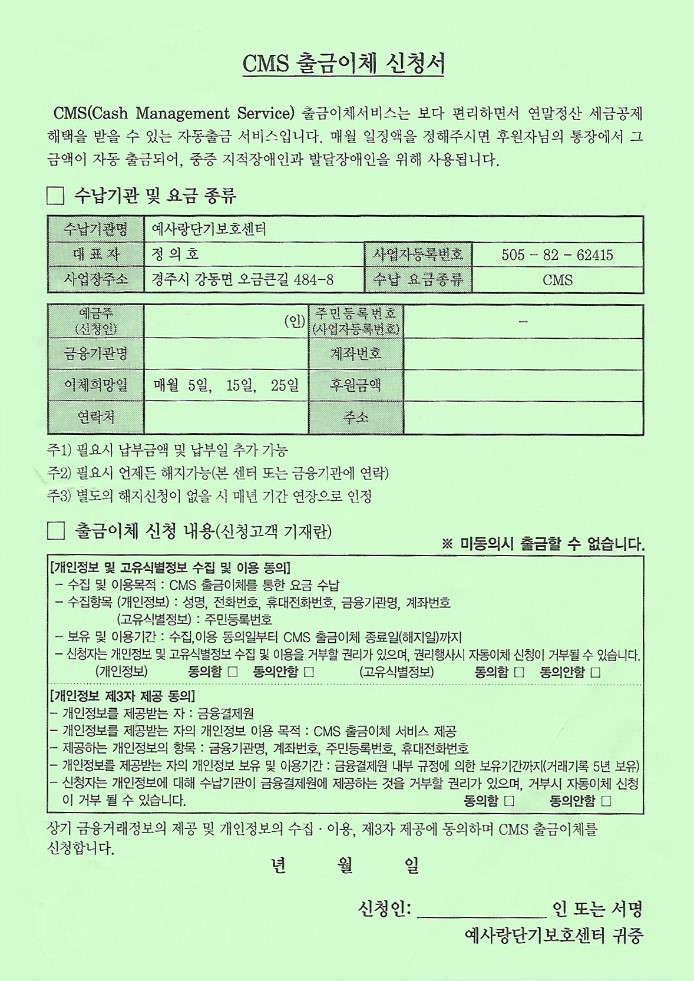 CMS 출금이체 신청서
CMS(Cash Management Service) 출금이체서비스는 보다 편리하면서 연말정산 세금공제
해택을 받을 수 있는 자동출금 서비스입니다. 매월 일정액을 정해주시면 후원자님의 통장에서 그
금액이 자동 출금되어, 중증 지적장애인과 발달장애인을 위해 사용됩니다.
□ 수납기관 및 요금 종류
수납기관명 예사랑단기보호센터
대 표 자 정 의 호 사업자등록번호 505 - 82 - 62415
사업장주소 경주시 강동면 오금큰길 484-8 수납 요금종류 CMS
예금주 (인) 주민등록번호 -
(신청인) (사업자등록번호)
금융기관명 계좌번호
이체희망일 매월 5일, 15일, 25일 후원금액
연락처 주소
주1) 필요시 납부금액 및 납부일 추가 가능
주2) 필요시 언제든 해지가능(본 센터 또는 금융기관에 연락)
주3) 별도의 해지신청이 없을 시 매년 기간 연장으로 인정
□ 출금이체 신청 내용(신청고객 기재란)
※ 미동의시 출금할 수 없습니다.
[개인정보 및 고유식별정보 수집 및 이용 동의]
- 수집 및 이용목적 : CMS 출금이체를 통한 요금 수납
- 수집항목 (개인정보) : 성명, 전화번호, 휴대전화번호, 금융기관명, 계좌번호
(고유식별정보) : 주민등록번호
- 보유 및 이용기간 : 수집,이용 동의일부터 CMS 출금이체 종료일(해지일)까지
- 신청자는 개인정보 및 고유식별정보 수집 및 이용을 거부할 권리가 있으며, 권리행사시 자동이체 신청이 거부될 수 있습니다.
(개인정보) 동의함 □ 동의안함 □ (고유식별정보) 동의함 □ 동의안함 □
[개인정보 제3자 제공 동의]
- 개인정보를 제공받는 자 : 금융결제원
- 개인정보를 제공받는 자의 개인정보 이용 목적 : CMS 출금이체 서비스 제공
- 제공하는 개인정보의 항목 : 금융기관명, 계좌번호, 주민등록번호, 휴대전화번호
- 개인정보를 제공받는 자의 개인정보 보유 및 이용기간 : 금융결제원 내부 규정에 의한 보유기간까지(거래기록 5년 보유)
- 신청자는 개인정보에 대해 수납기관이 금융결제원에 제공하는 것을 거부할 권리가 있으며, 거부시 자동이체 신청
이 거부 될 수 있습니다. 동의함 □ 동의안함 □
상기 금융거래정보의 제공 및 개인정보의 수집 · 이용, 제3자 제공에 동의하며 CMS 출금이체를
신청합니다.
년 월 일
신청인: ______________ 인 또는 서명
예사랑단기보호센터 귀중